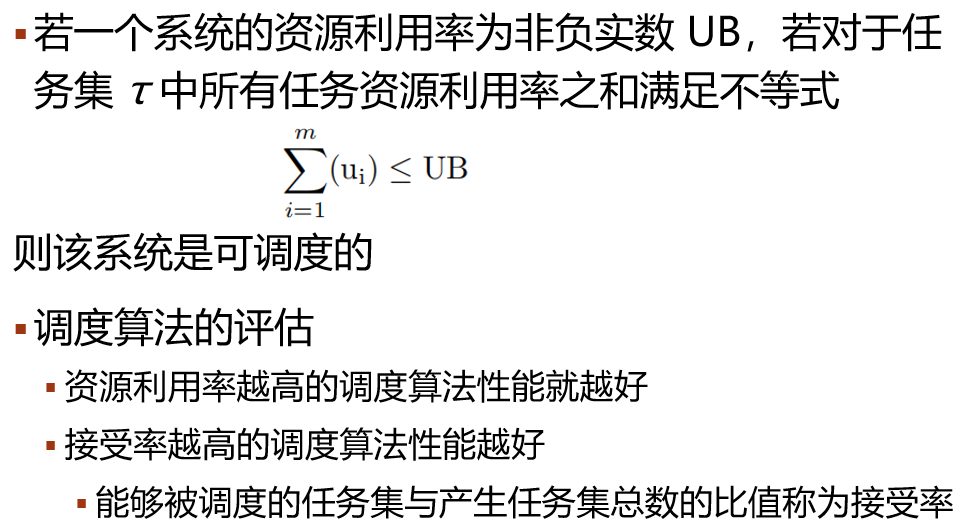 ▪若一个系统的资源利用率为非负实数 UB，若对于任
务集 τ 中所有任务资源利用率之和满足不等式
\sum_{i=1}^{m}(u_i) ≤ UB
则该系统是可调度的
▪调度算法的评估
▪资源利用率越高的调度算法性能就越好
▪接受率越高的调度算法性能越好
▪能够被调度的任务集与产生任务集总数的比值称为接受率